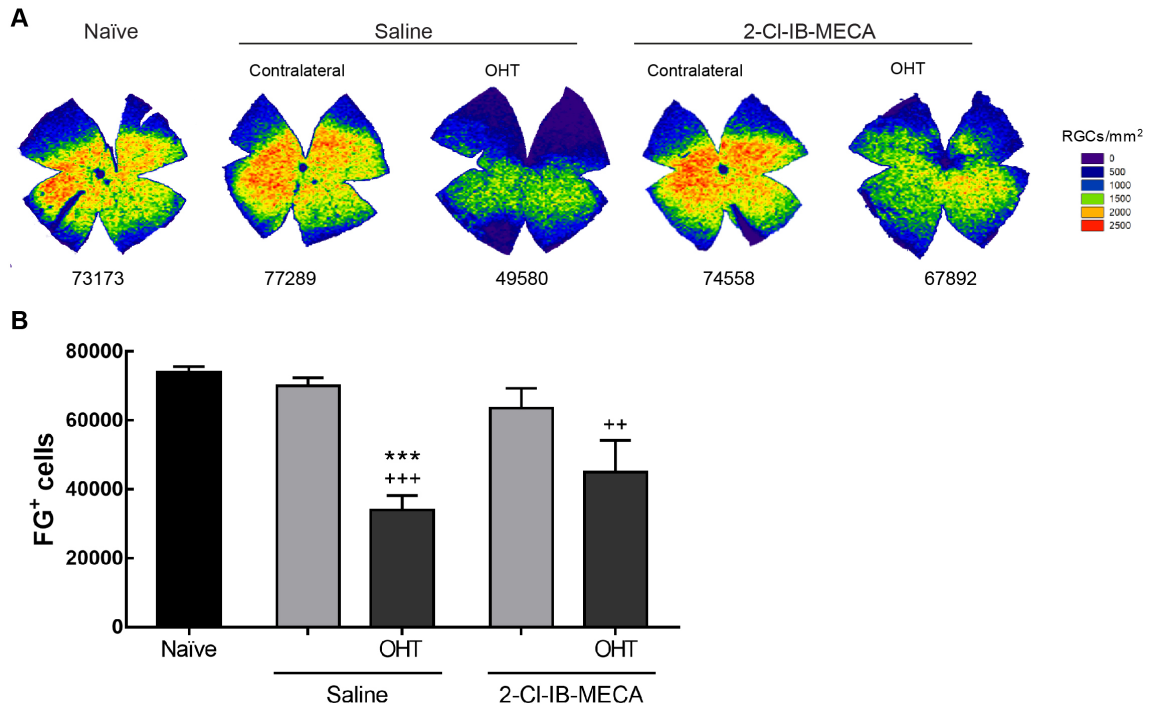 A
Naïve
Saline
2-Cl-IB-MECA
Contralateral
OHT
Contralateral
OHT
RGCs/mm²
0
500
1000
1500
2000
2500
73173
77289
49580
74558
67892
B
80000
60000
40000
20000
0
FG⁺ cells
***
+++
++
Naïve
OHT
OHT
Saline
2-Cl-IB-MECA